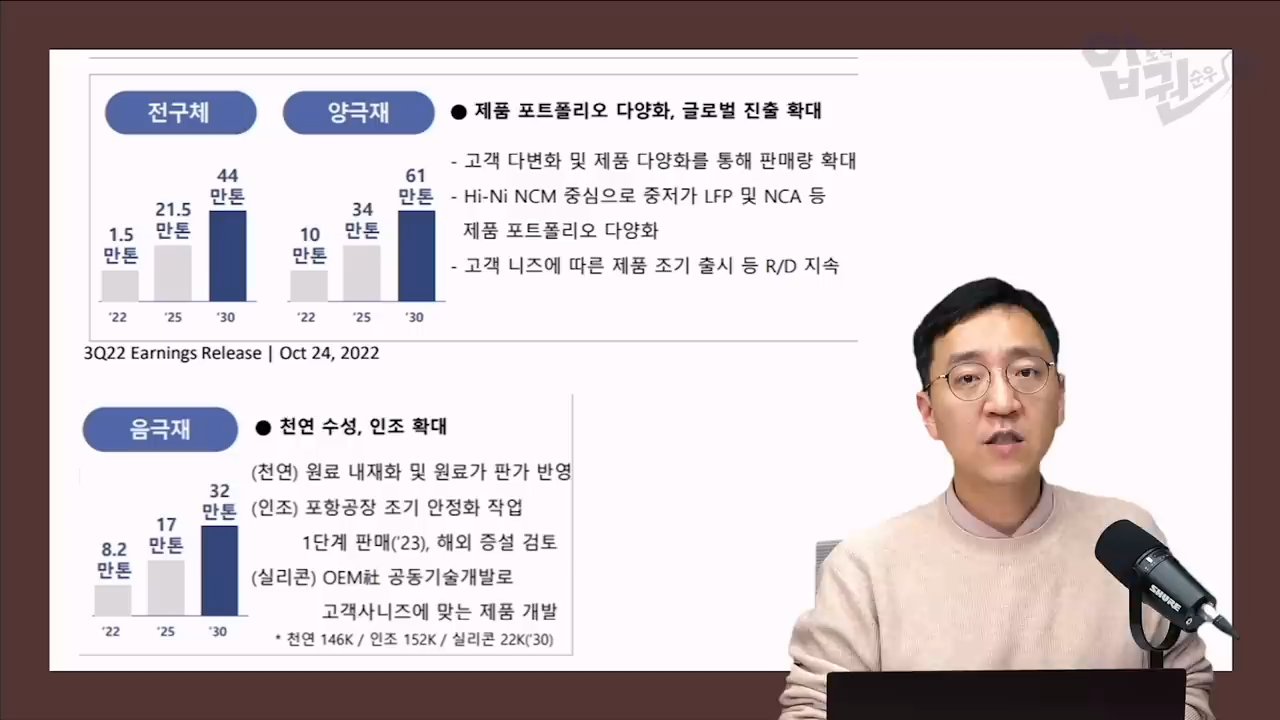 전구체
양극재
● 제품 포트폴리오 다양화, 글로벌 진출 확대
- 고객 다변화 및 제품 다양화를 통해 판매량 확대
- Hi-Ni NCM 중심으로 중저가 LFP 및 NCA 등
제품 포트폴리오 다양화
- 고객 니즈에 따른 제품 조기 출시 등 R/D 지속
1.5
만톤
21.5
만톤
44
만톤
'22 '25 '30
10
만톤
34
만톤
61
만톤
'22 '25 '30
3Q22 Earnings Release | Oct 24, 2022
음극재
● 천연 수성, 인조 확대
(천연) 원료 내재화 및 원료가 판가 반영
(인조) 포항공장 조기 안정화 작업
1단계 판매('23), 해외 증설 검토
(실리콘) OEM社 공동기술개발로
고객사니즈에 맞는 제품 개발
* 천연 146K / 인조 152K / 실리콘 22K('30)
8.2
만톤
17
만톤
32
만톤
'22 '25 '30
압권
순우
SHURE